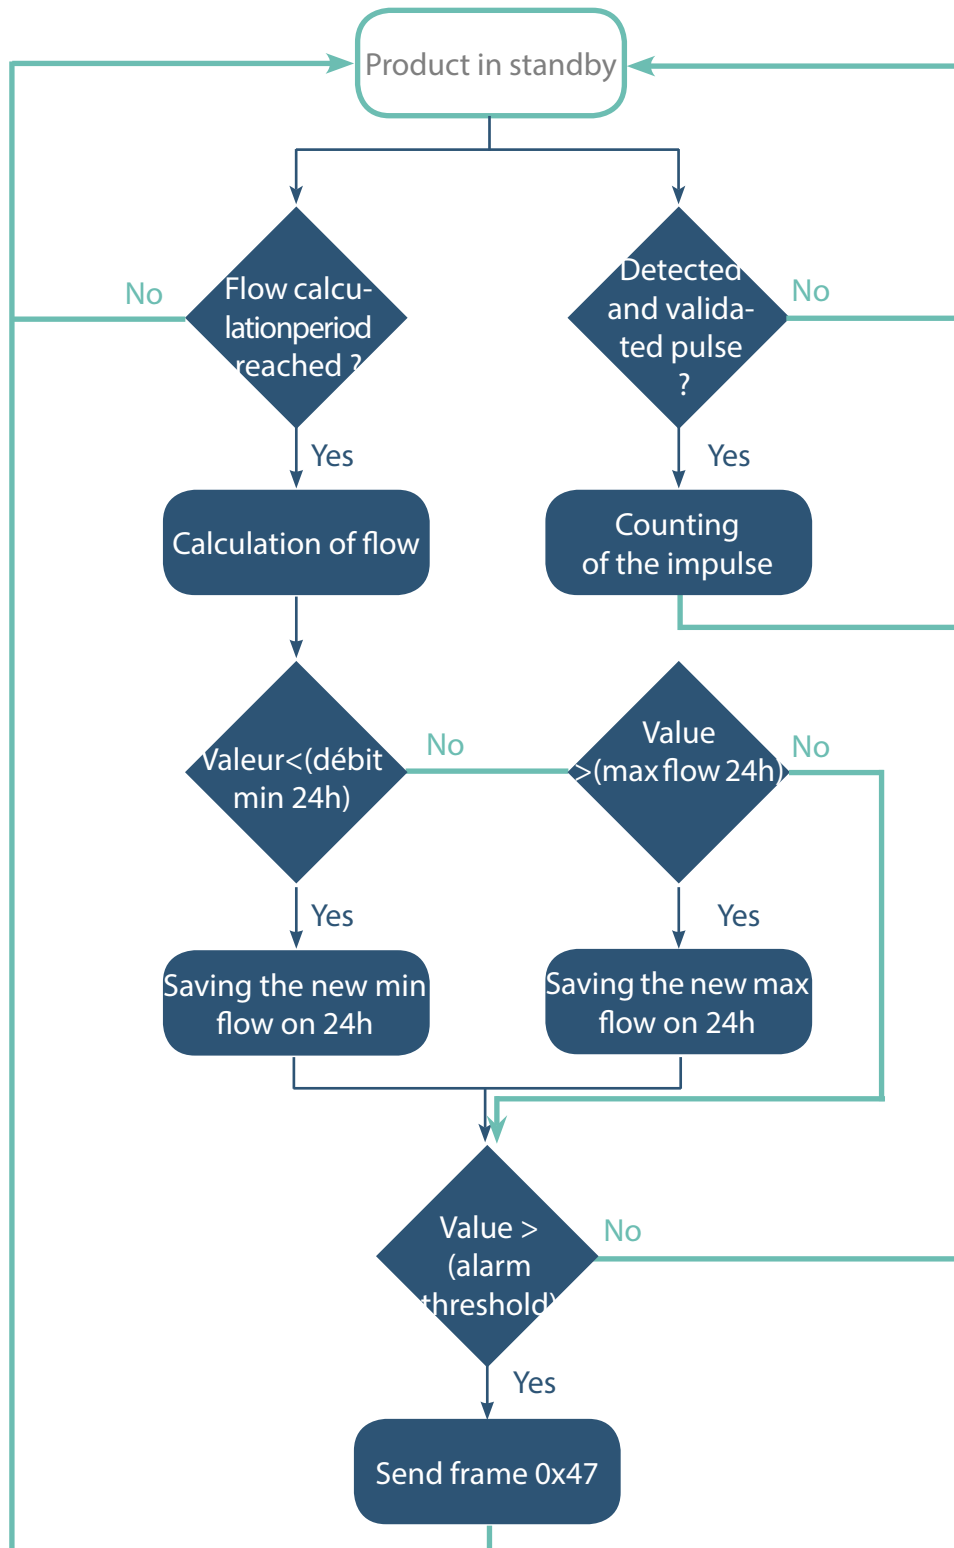 Product in standby
No
Flow calcu-
lationperiod
reached ?
Detected
and valida-
ted pulse
?
No
Yes
Yes
Calculation of flow
Counting
of the impulse
Valeur<(débit
min 24h)
No
Value
>(max flow 24h)
No
Yes
Yes
Saving the new min
flow on 24h
Saving the new max
flow on 24h
Value >
(alarm
threshold)
No
Yes
Send frame 0x47